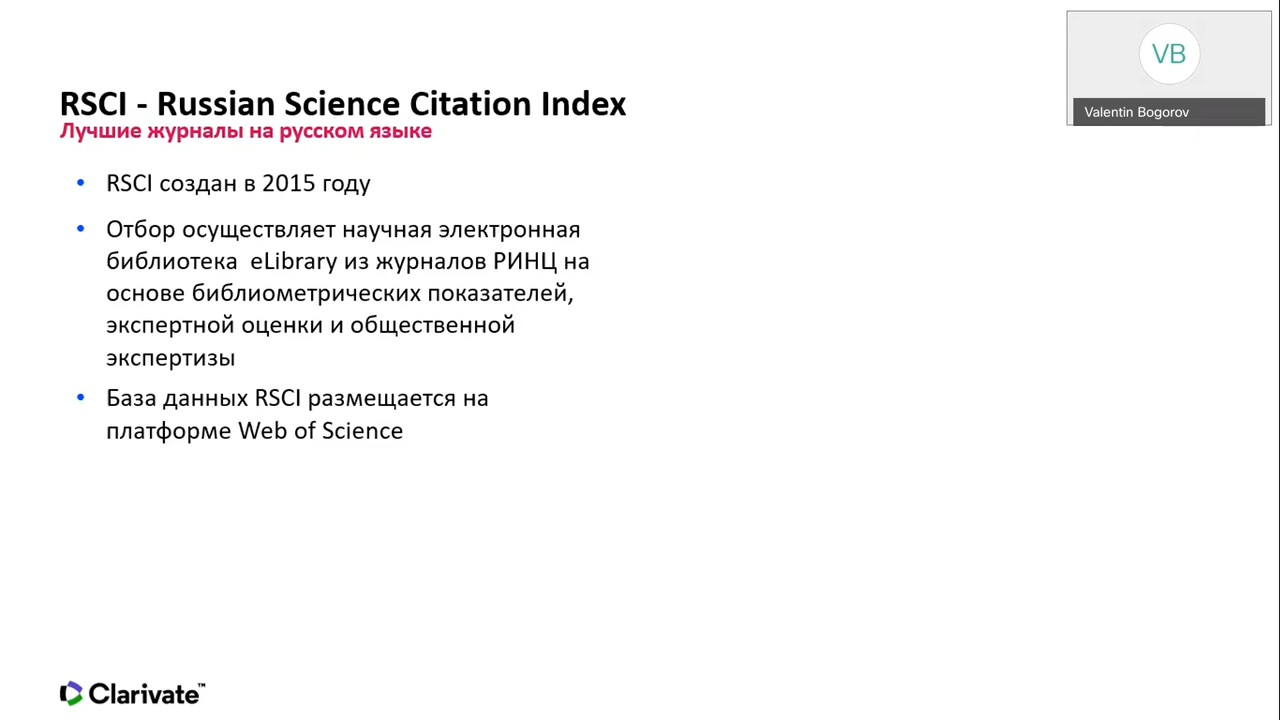 RSCI - Russian Science Citation Index
Лучшие журналы на русском языке
• RSCI создан в 2015 году
• Отбор осуществляет научная электронная
библиотека eLibrary из журналов РИНЦ на
основе библиометрических показателей,
экспертной оценки и общественной
экспертизы
• База данных RSCI размещается на
платформе Web of Science
VB
Valentin Bogorov
Clarivate™